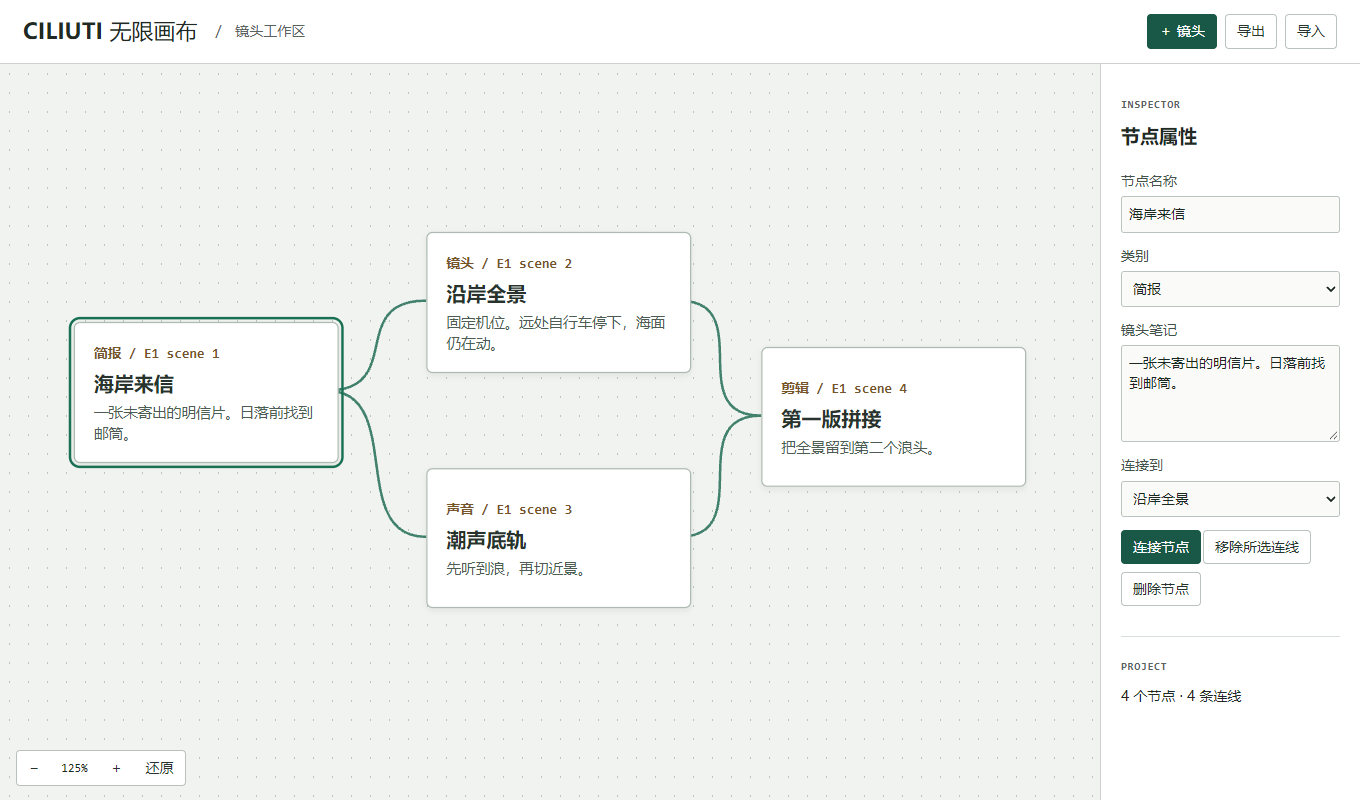 CILIUTI 无限画布 / 镜头工作区
+ 镜头 导出 导入
简报 / E1 scene 1
海岸来信
一张未寄出的明信片。日落前找到
邮筒。
镜头 / E1 scene 2
沿岸全景
固定机位。远处自行车停下，海面
仍在动。
声音 / E1 scene 3
潮声底轨
先听到浪，再切近景。
剪辑 / E1 scene 4
第一版拼接
把全景留到第二个浪头。
− 125% + 还原
INSPECTOR
节点属性
节点名称
海岸来信
类别
简报
镜头笔记
一张未寄出的明信片。日落前找
到邮筒。
连接到
沿岸全景
连接节点 移除所选连线
删除节点
PROJECT
4 个节点 · 4 条连线